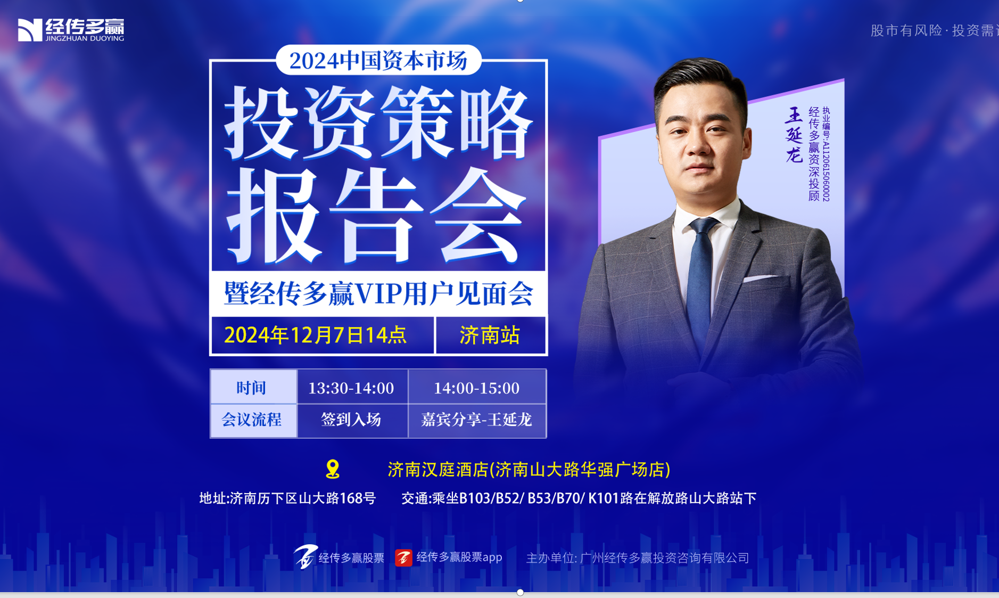 经传多赢
JINGZHUAN DUOYING
股市有风险·投资需
2024中国资本市场
投资策略
报告会
暨经传多赢VIP用户见面会
2024年12月7日14点
济南站
王延龙
经传多赢资深投顾
执业编号:A1120615060002
时间 13:30-14:00 14:00-15:00
会议流程 签到入场 嘉宾分享-王延龙
济南汉庭酒店(济南山大路华强广场店)
地址:济南历下区山大路168号 交通:乘坐B103/B52/ B53/B70/ K101路在解放路山大路站下
经传多赢股票 经传多赢股票app 主办单位: 广州经传多赢投资咨询有限公司